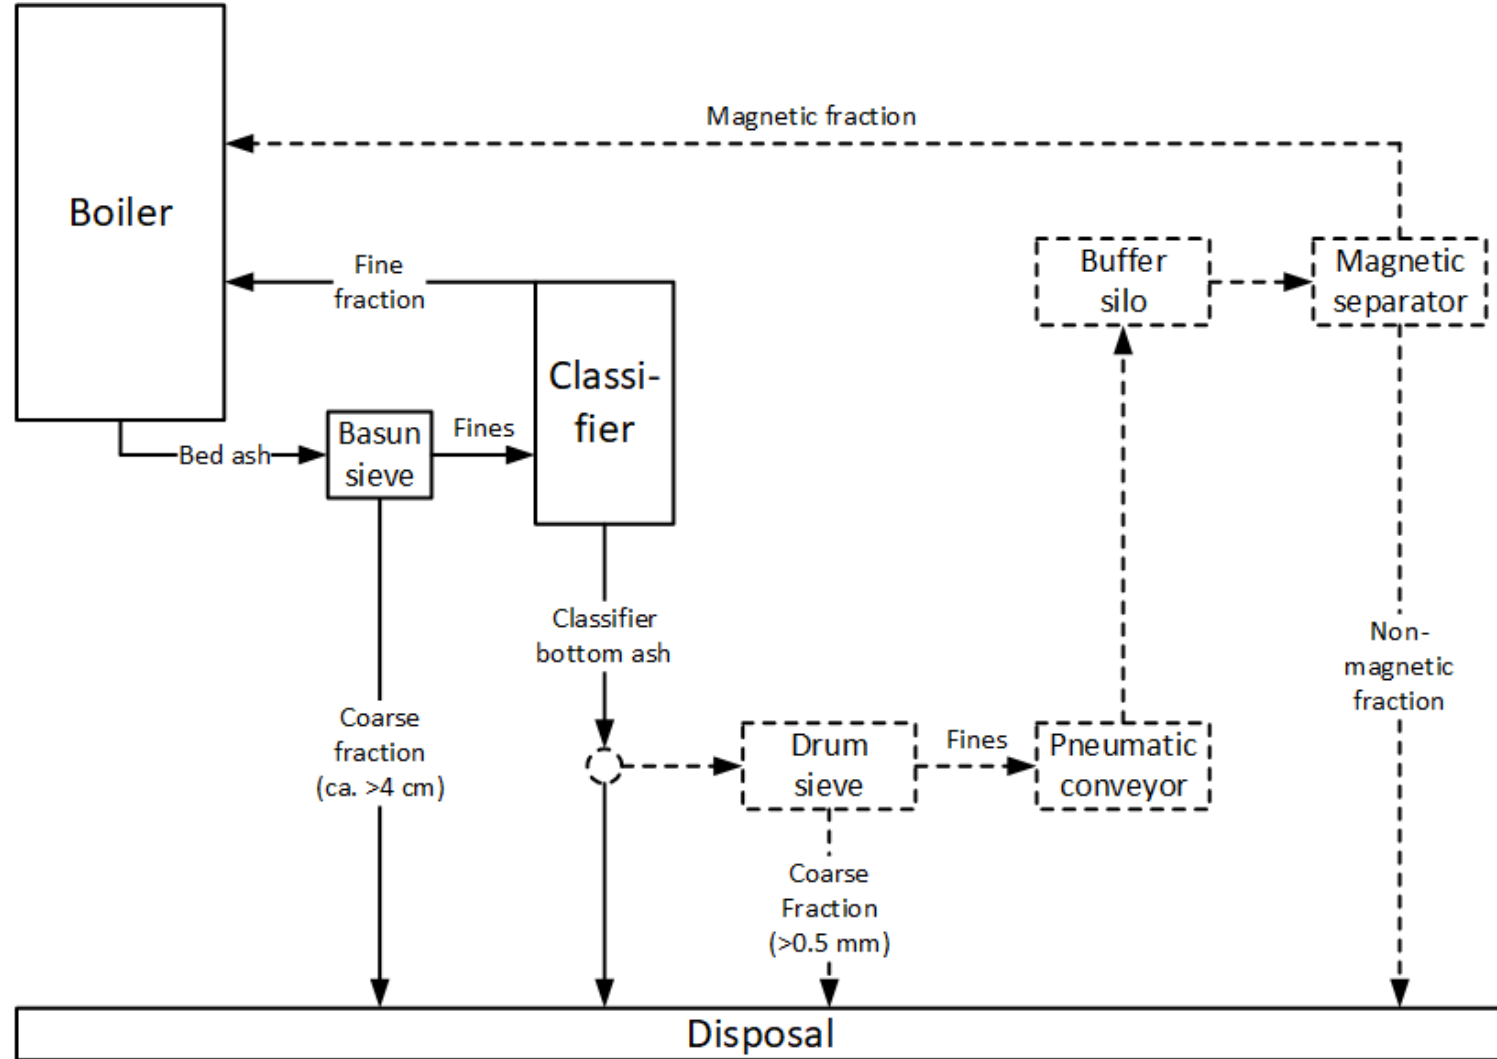 Magnetic fraction
Boiler
Fine
fraction
Buffer
silo
Magnetic
separator
Classi-
fier
Bed ash
Basun
sieve
Fines
Classifier
bottom ash
Non-
magnetic
fraction
Coarse
fraction
(ca. >4 cm)
Drum
sieve
Fines
Pneumatic
conveyor
Coarse
Fraction
(>0.5 mm)
Disposal